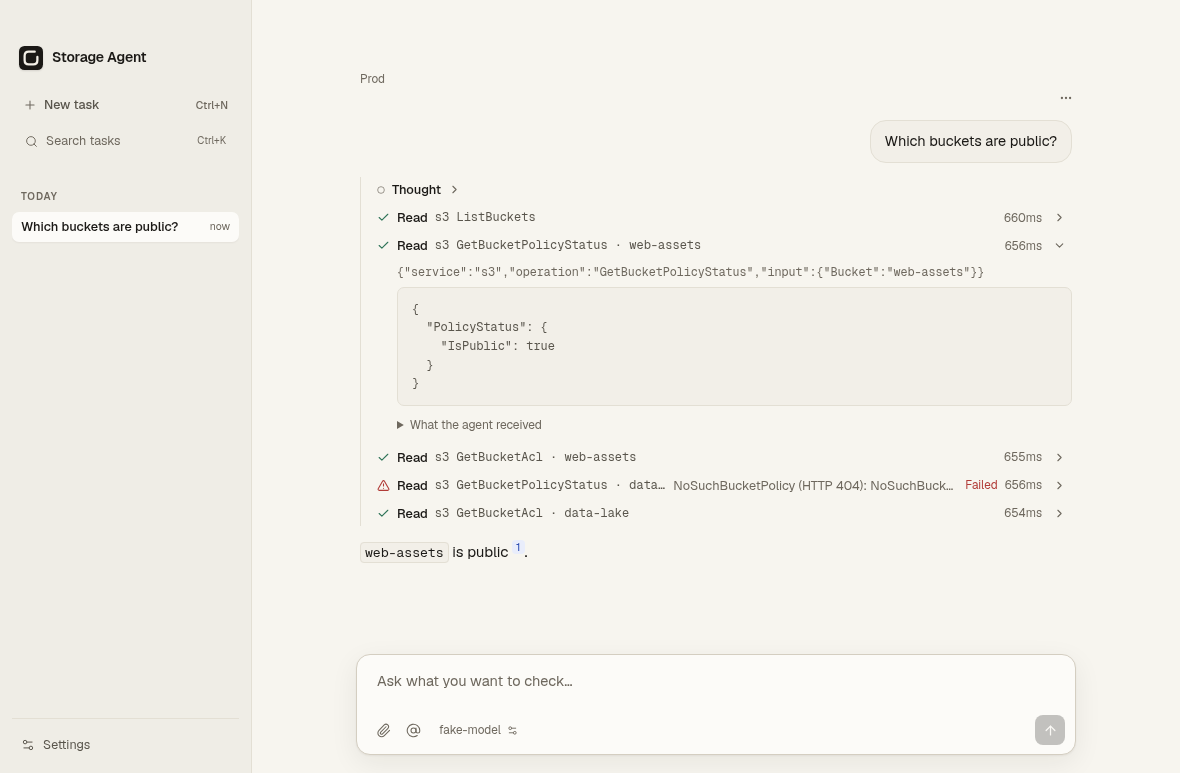 Storage Agent
New task Ctrl+N
Search tasks Ctrl+K
TODAY
Which buckets are public? now
Settings
Prod
Which buckets are public?
Thought
Read s3 ListBuckets 660ms
Read s3 GetBucketPolicyStatus · web-assets 656ms
{"service":"s3","operation":"GetBucketPolicyStatus","input":{"Bucket":"web-assets"}}
{
"PolicyStatus": {
"IsPublic": true
}
}
What the agent received
Read s3 GetBucketAcl · web-assets 655ms
Read s3 GetBucketPolicyStatus · data… NoSuchBucketPolicy (HTTP 404): NoSuchBuck… Failed 656ms
Read s3 GetBucketAcl · data-lake 654ms
web-assets is public 1.
Ask what you want to check…
fake-model